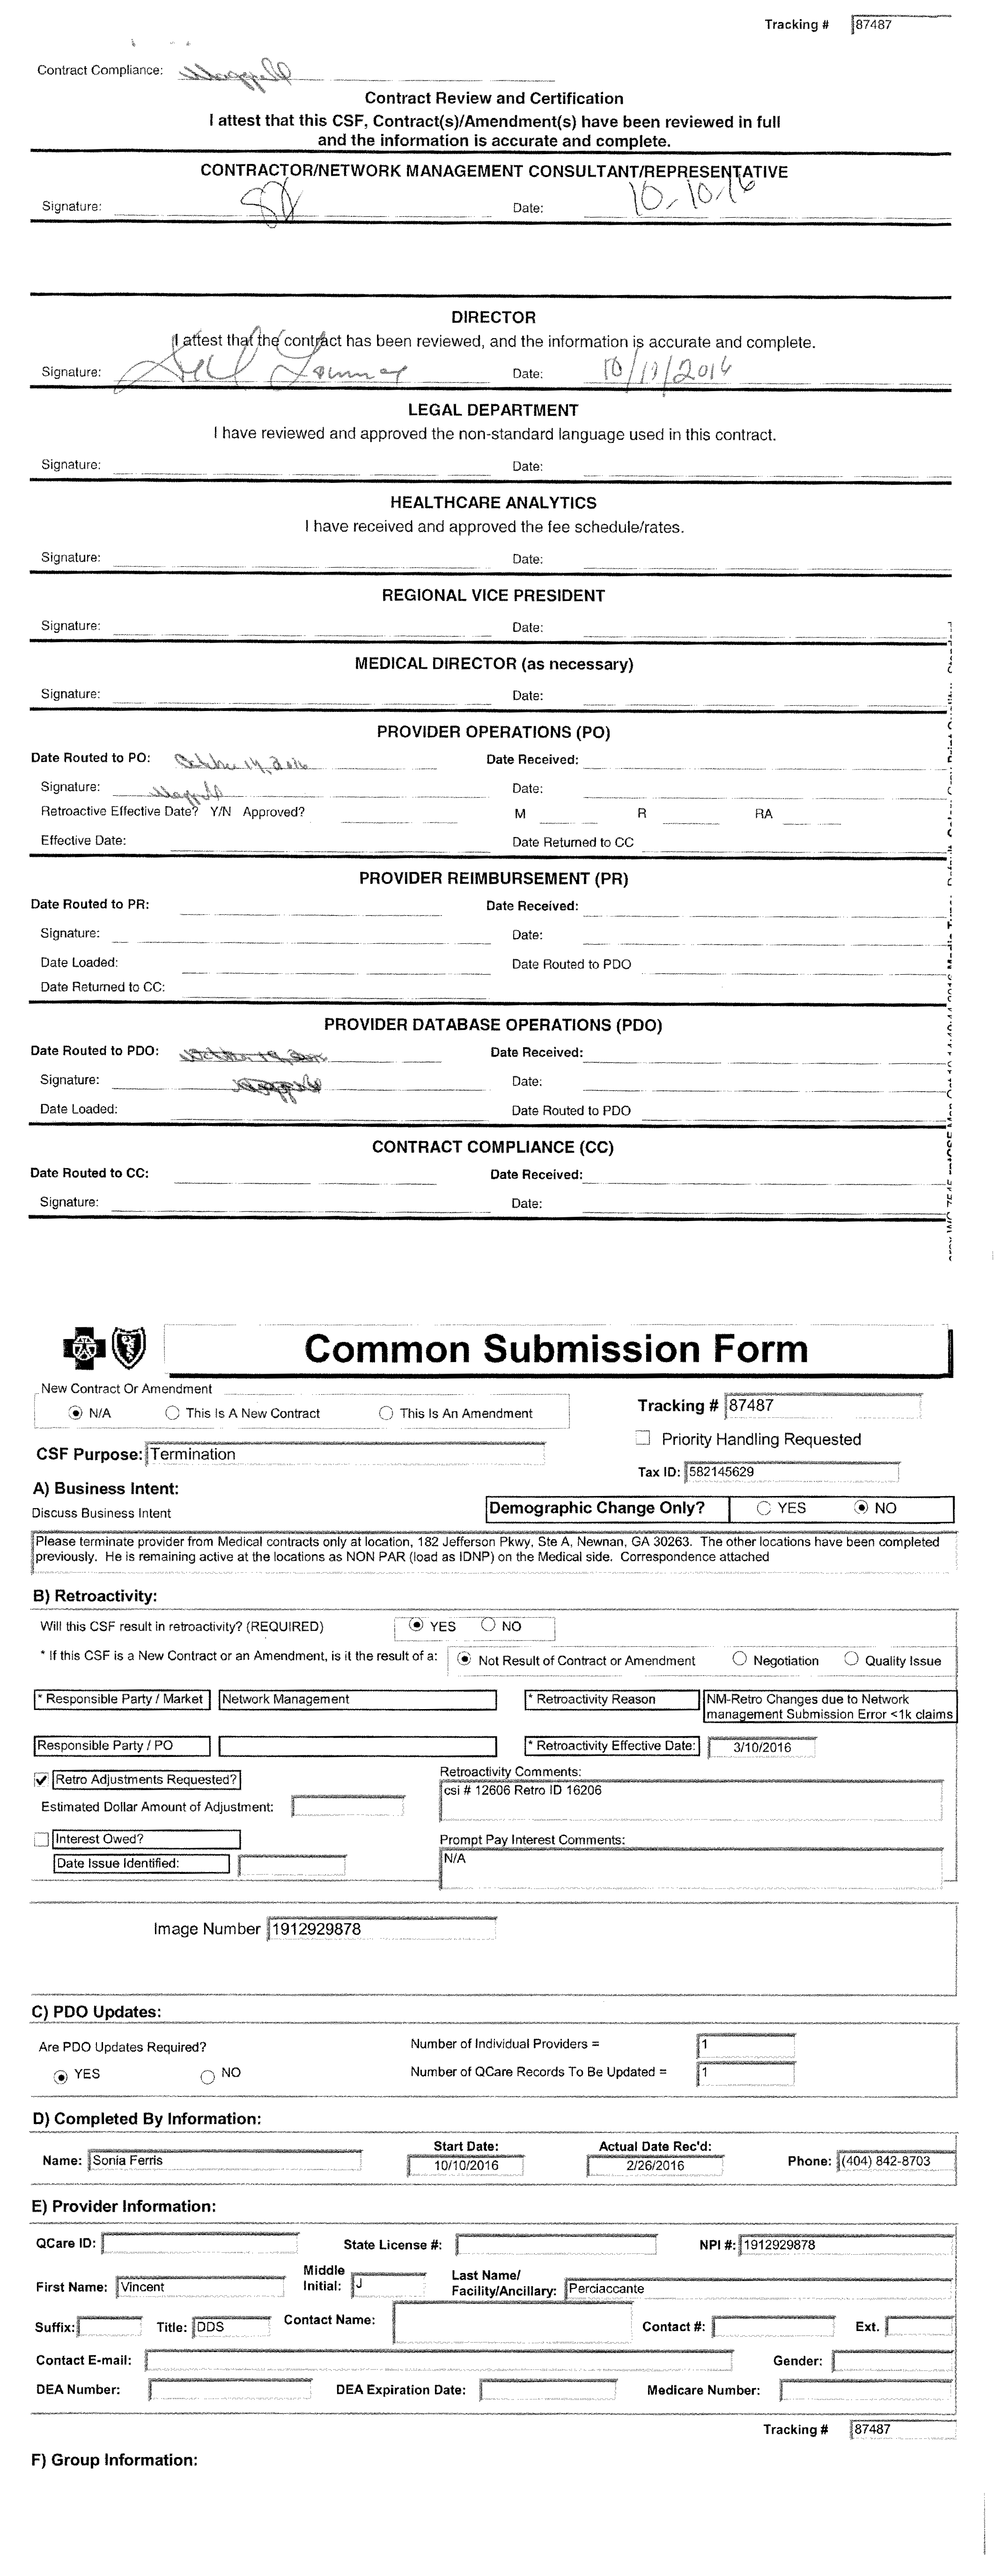 Tracking # 87487
Contract Compliance:
Contract Review and Certification
I attest that this CSF, Contract(s)/Amendment(s) have been reviewed in full
and the information is accurate and complete.
CONTRACTOR/NETWORK MANAGEMENT CONSULTANT/REPRESENTATIVE
Signature: Date: 10.10.16
DIRECTOR
I attest that the contract has been reviewed, and the information is accurate and complete.
Signature: Date: 10/11/2016
LEGAL DEPARTMENT
I have reviewed and approved the non-standard language used in this contract.
Signature: Date:
HEALTHCARE ANALYTICS
I have received and approved the fee schedule/rates.
Signature: Date:
REGIONAL VICE PRESIDENT
Signature: Date:
MEDICAL DIRECTOR (as necessary)
Signature: Date:
PROVIDER OPERATIONS (PO)
Date Routed to PO: October 14, 2016 Date Received:
Signature: Date:
Retroactive Effective Date? Y/N Approved? M R RA
Effective Date: Date Returned to CC
PROVIDER REIMBURSEMENT (PR)
Date Routed to PR: Date Received:
Signature: Date:
Date Loaded: Date Routed to PDO
Date Returned to CC:
PROVIDER DATABASE OPERATIONS (PDO)
Date Routed to PDO: Date Received:
Signature: Date:
Date Loaded: Date Routed to PDO
CONTRACT COMPLIANCE (CC)
Date Routed to CC: Date Received:
Signature: Date:
Common Submission Form
New Contract Or Amendment
N/A This Is A New Contract This Is An Amendment
Tracking # 87487
Priority Handling Requested
CSF Purpose: Termination
Tax ID: 582145629
A) Business Intent:
Discuss Business Intent
Demographic Change Only? YES NO
Please terminate provider from Medical contracts only at location, 182 Jefferson Pkwy, Ste A, Newnan, GA 30263. The other locations have been completed
previously. He is remaining active at the locations as NON PAR (load as IDNP) on the Medical side. Correspondence attached
B) Retroactivity:
Will this CSF result in retroactivity? (REQUIRED) YES NO
* If this CSF is a New Contract or an Amendment, is it the result of a: Not Result of Contract or Amendment Negotiation Quality Issue
* Responsible Party / Market Network Management * Retroactivity Reason NM-Retro Changes due to Network
management Submission Error <1k claims
Responsible Party / PO * Retroactivity Effective Date: 3/10/2016
Retro Adjustments Requested? Retroactivity Comments:
csi # 12606 Retro ID 16206
Estimated Dollar Amount of Adjustment:
Interest Owed? Prompt Pay Interest Comments:
Date Issue Identified: N/A
Image Number 1912929878
C) PDO Updates:
Are PDO Updates Required? Number of Individual Providers = 1
YES NO Number of QCare Records To Be Updated = 1
D) Completed By Information:
Start Date: Actual Date Rec'd:
Name: Sonia Ferris 10/10/2016 2/26/2016 Phone: (404) 842-8703
E) Provider Information:
QCare ID: State License #: NPI #: 1912929878
First Name: Vincent Middle Initial: J Last Name/ Facility/Ancillary: Perciaccante
Suffix: Title: DDS Contact Name: Contact #: Ext.
Contact E-mail: Gender:
DEA Number: DEA Expiration Date: Medicare Number:
Tracking # 87487
F) Group Information: